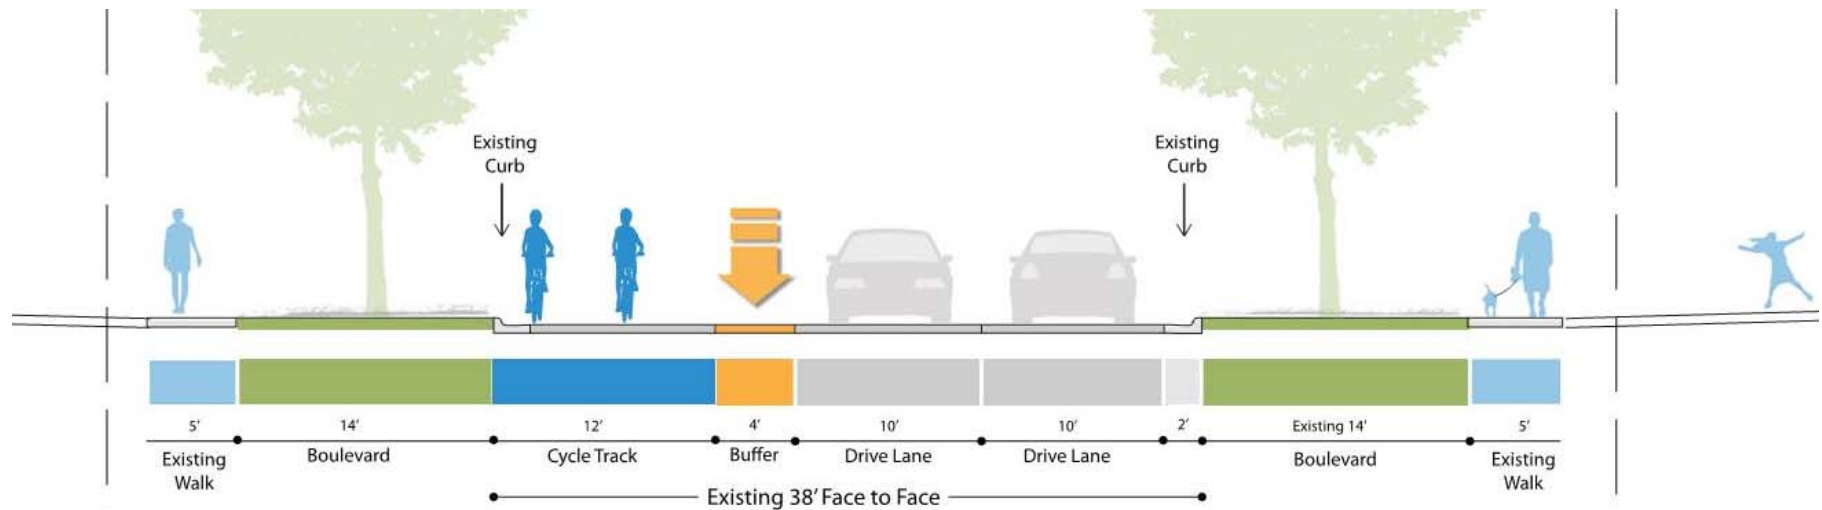 Existing
Curb
Existing
Curb
5’ 14’ 12’ 4’ 10’ 10’ 2’ Existing 14’ 5’
Existing
Walk
Boulevard
Cycle Track
Buffer
Drive Lane
Drive Lane
Boulevard
Existing
Walk
Existing 38’ Face to Face